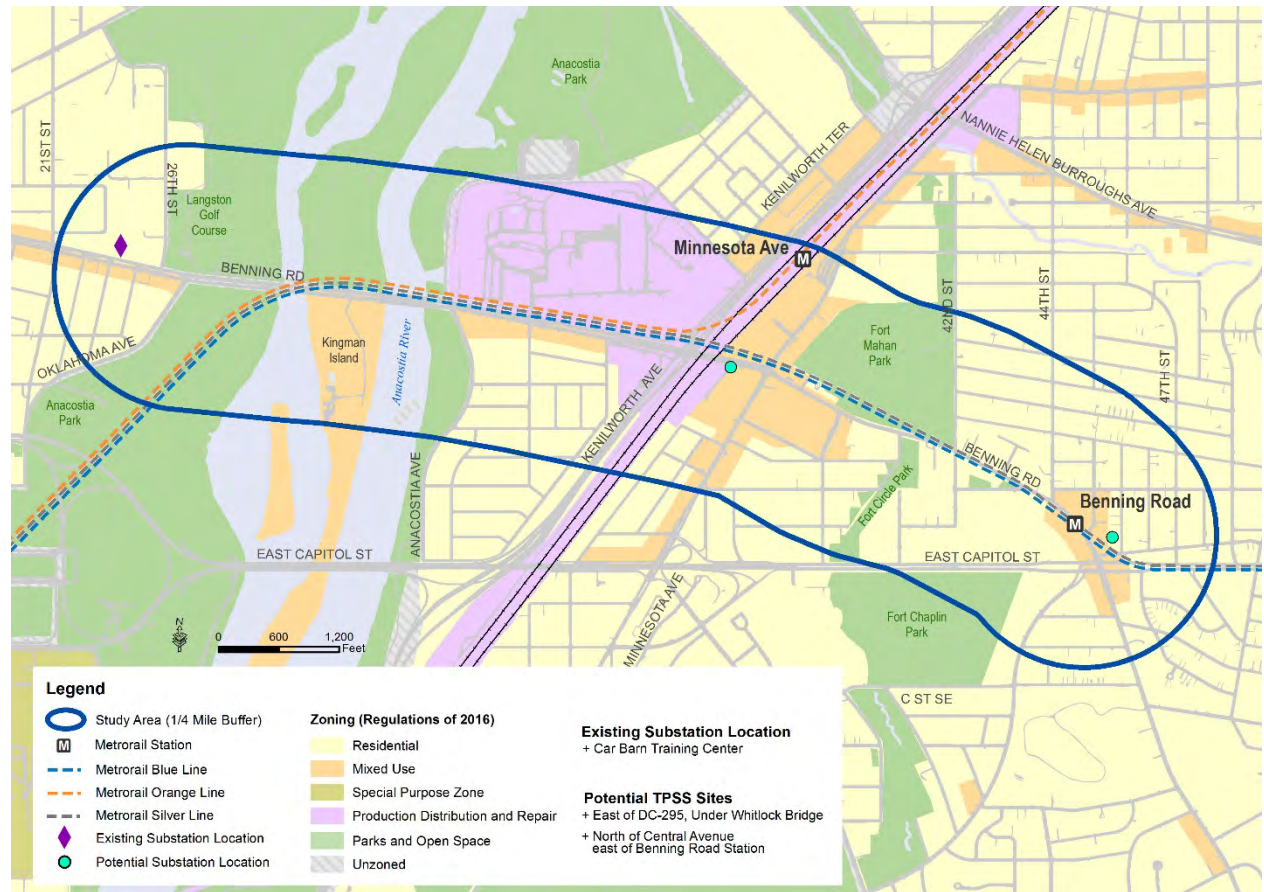 Anacostia
Park
21ST ST
26TH ST
Langston
Golf
Course
KENILWORTH TER
NANNIE HELEN BURROUGHS AVE
Minnesota Ave
M
BENNING RD
42ND ST
44TH ST
47TH ST
OKLAHOMA AVE
Kingman
Island
Anacostia River
Fort
Mahan
Park
Anacostia
Park
KENILWORTH AVE
ANACOSTIA AVE
BENNING RD
Fort Circle Park
Benning Road
M
EAST CAPITOL ST
EAST CAPITOL ST
MINNESOTA AVE
Fort Chaplin
Park
C ST SE
N
0 600 1,200
Feet
Legend
Study Area (1/4 Mile Buffer)
M Metrorail Station
Metrorail Blue Line
Metrorail Orange Line
Metrorail Silver Line
Existing Substation Location
Potential Substation Location
Zoning (Regulations of 2016)
Residential
Mixed Use
Special Purpose Zone
Production Distribution and Repair
Parks and Open Space
Unzoned
Existing Substation Location
+ Car Barn Training Center
Potential TPSS Sites
+ East of DC-295, Under Whitlock Bridge
+ North of Central Avenue
east of Benning Road Station